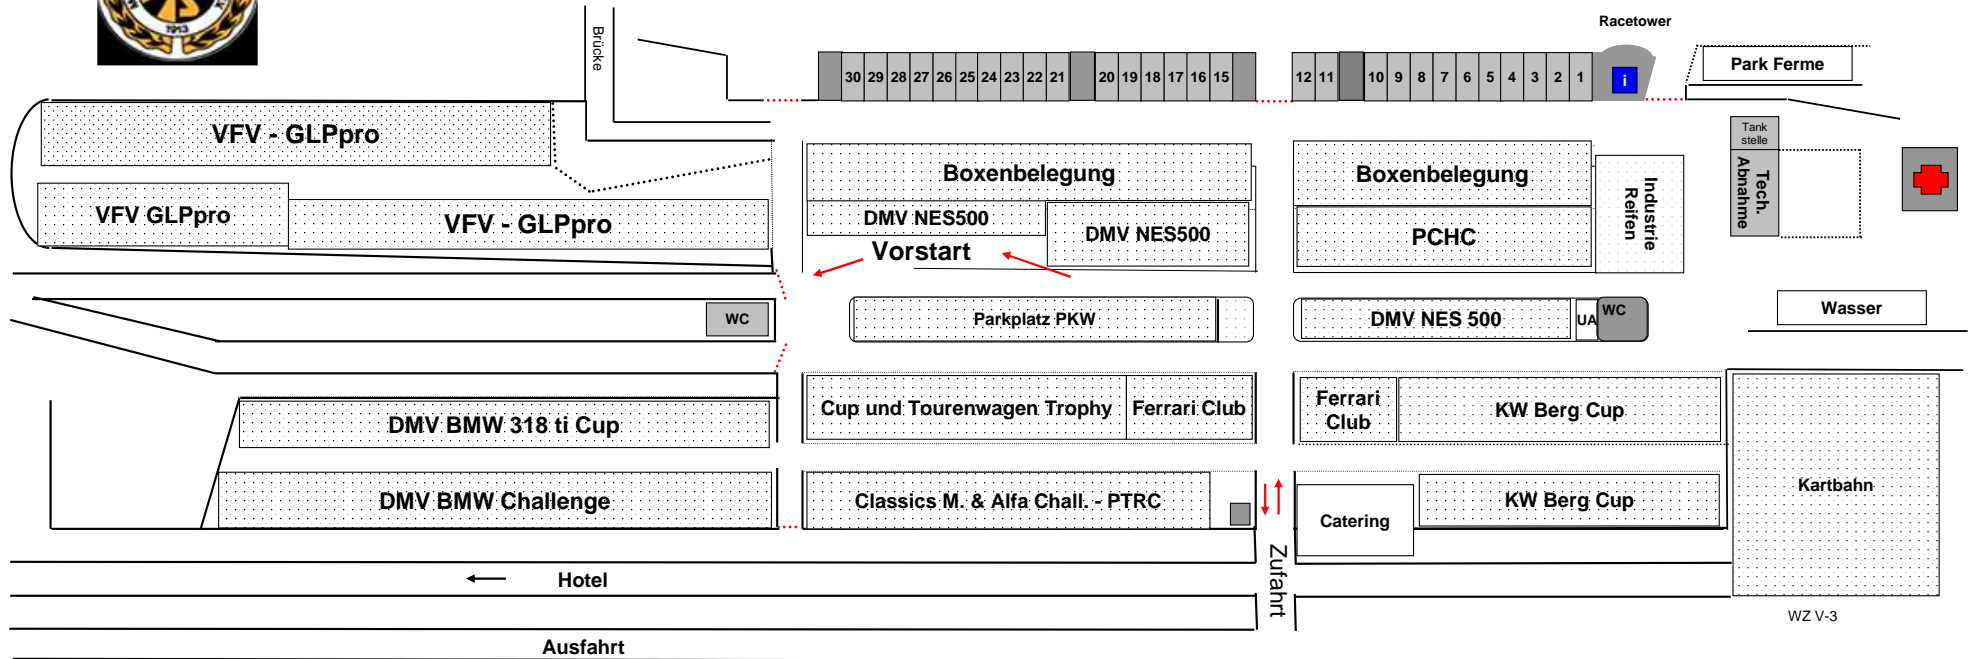 1913
Racetower
Brücke
30 29 28 27 26 25 24 23 22 21 20 19 18 17 16 15
12 11 10 9 8 7 6 5 4 3 2 1
i
Park Ferme
VFV - GLPpro
VFV GLPpro
VFV - GLPpro
Boxenbelegung
DMV NES500
DMV NES500
Vorstart
Boxenbelegung
PCHC
Industrie
Reifen
Tank
stelle
Tech.
Abnahme
WC
Parkplatz PKW
DMV NES 500
UA
WC
Wasser
DMV BMW 318 ti Cup
Cup und Tourenwagen Trophy
Ferrari Club
Ferrari
Club
KW Berg Cup
DMV BMW Challenge
Classics M. & Alfa Chall. - PTRC
Catering
KW Berg Cup
Kartbahn
Zufahrt
Hotel
Ausfahrt
WZ V-3